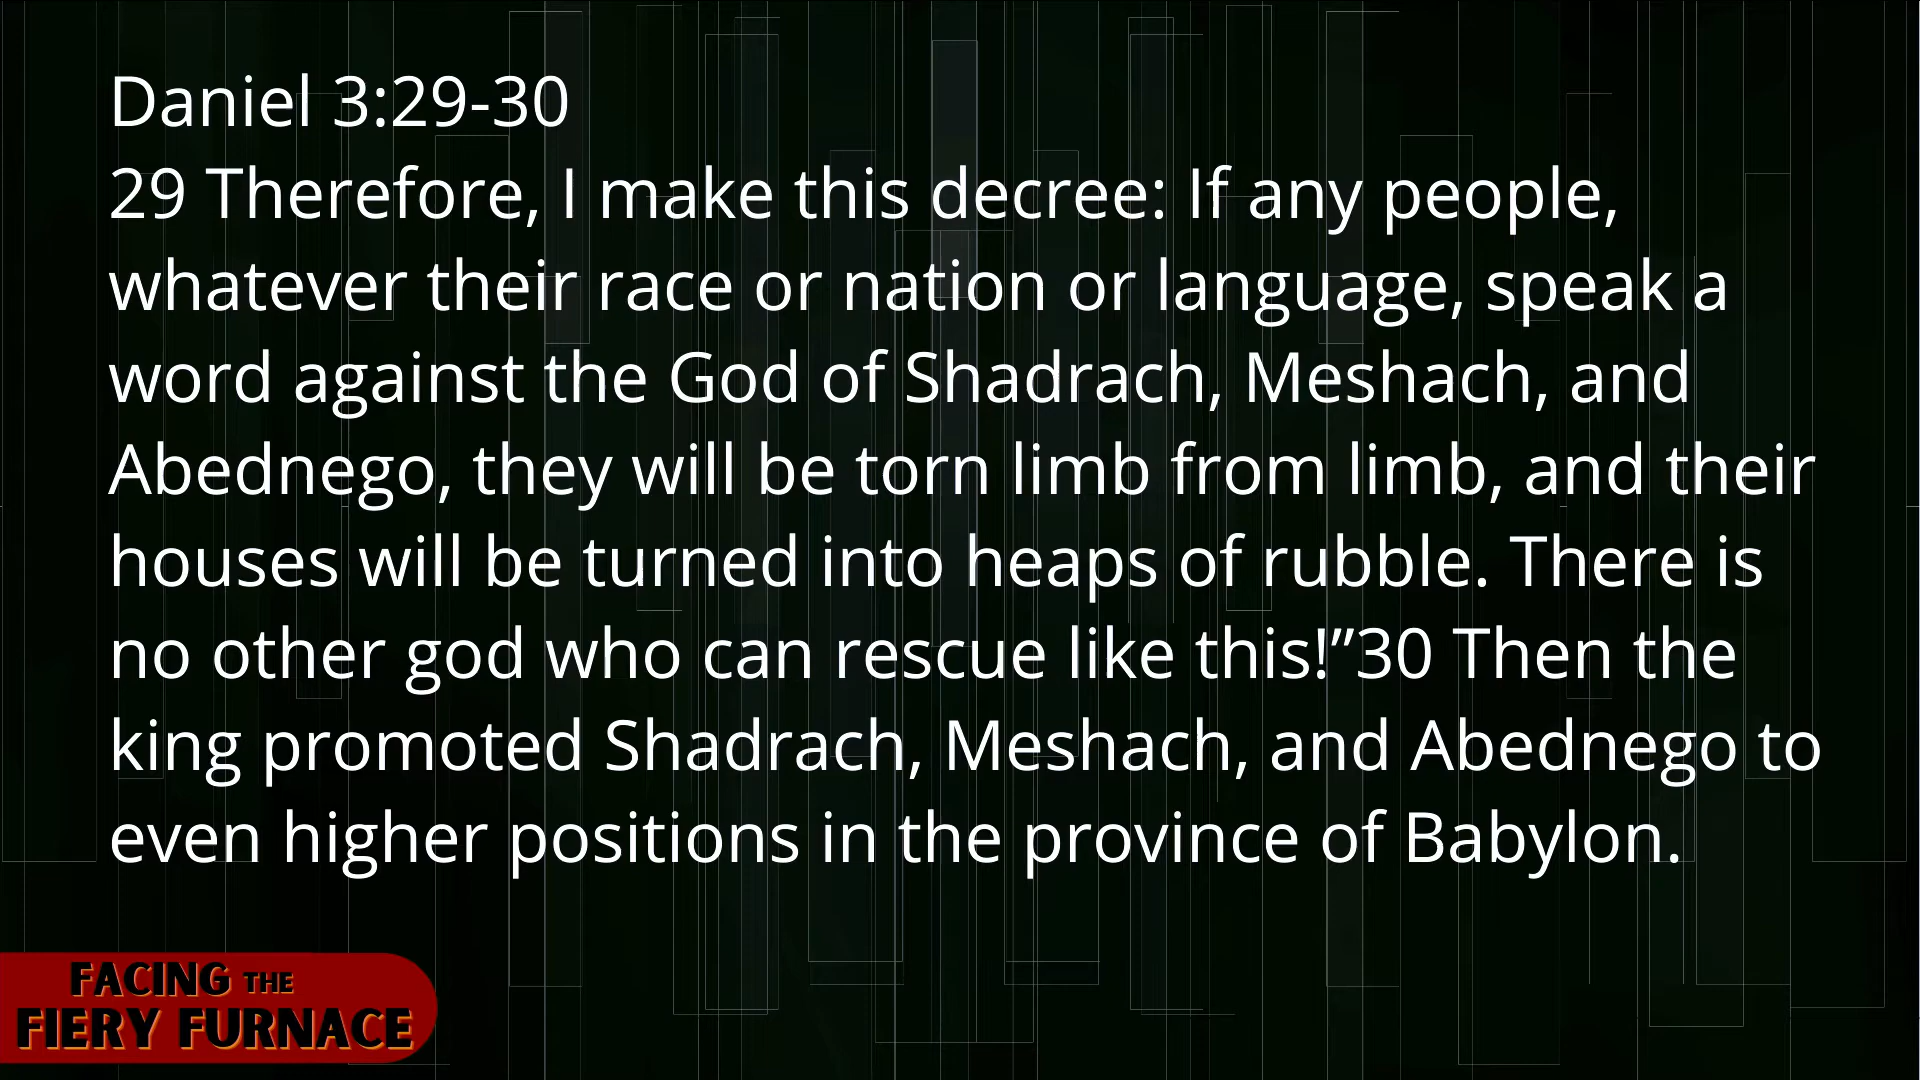 Daniel 3:29-30
29 Therefore, I make this decree: If any people,
whatever their race or nation or language, speak a
word against the God of Shadrach, Meshach, and
Abednego, they will be torn limb from limb, and their
houses will be turned into heaps of rubble. There is
no other god who can rescue like this!”30 Then the
king promoted Shadrach, Meshach, and Abednego to
even higher positions in the province of Babylon.
FACING THE
FIERY FURNACE